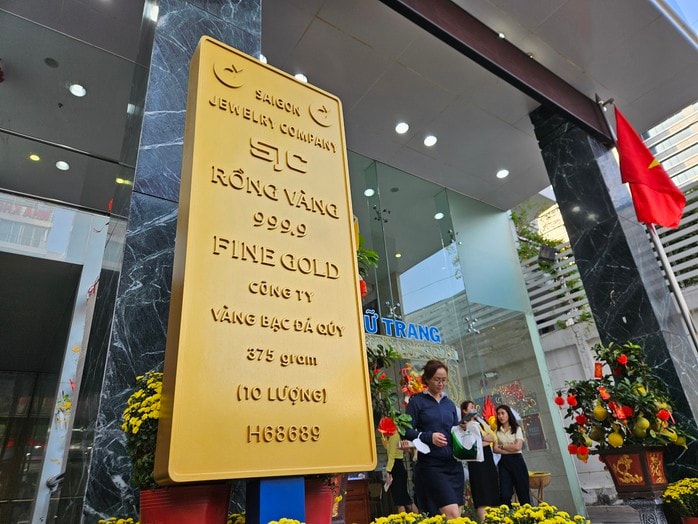 SAIGON
JEWELRY COMPANY
SJC
RỒNG VÀNG
999,9
FINE GOLD
CÔNG TY
VÀNG BẠC ĐÁ QÚY
375 gram
(10 LƯỢNG)
H68689
Ữ TRANG